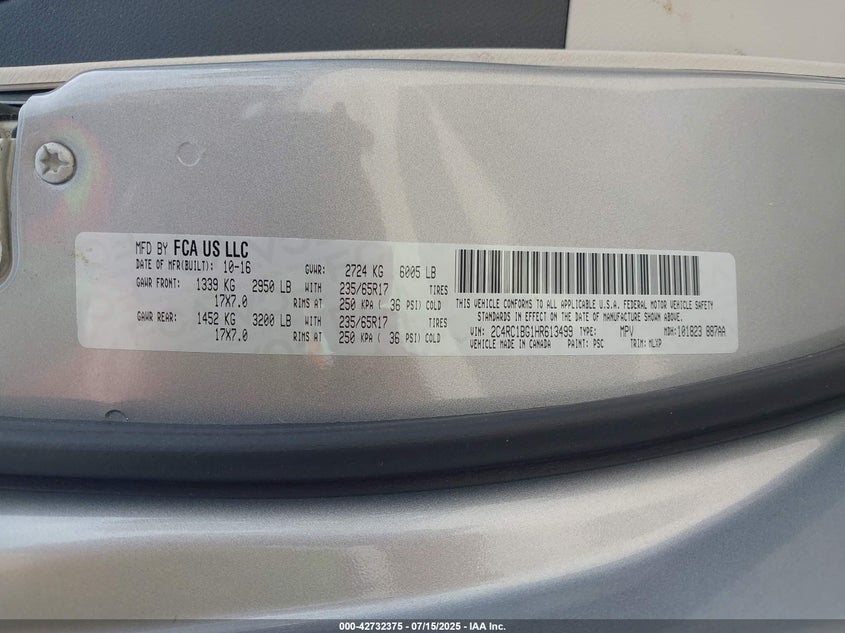 MFD BY FCA US LLC
DATE OF MFR(BUILT): 10-16 GVWR: 2724 KG 6005 LB
GAWR FRONT: 1339 KG 2950 LB WITH 235/65R17 TIRES
17X7.0 RIMS AT 250 KPA ( 36 PSI) COLD
GAWR REAR: 1452 KG 3200 LB WITH 235/65R17 TIRES
17X7.0 RIMS AT 250 KPA ( 36 PSI) COLD
THIS VEHICLE CONFORMS TO ALL APPLICABLE U.S.A. FEDERAL MOTOR VEHICLE SAFETY
STANDARDS IN EFFECT ON THE DATE OF MANUFACTURE SHOWN ABOVE.
VIN: 2C4RC1BG1HR613499 TYPE: MPV MDH: 101823 887AA
VEHICLE MADE IN CANADA PAINT: PSC TRIM: MLXP
000-42732375 - 07/15/2025 - IAA Inc.